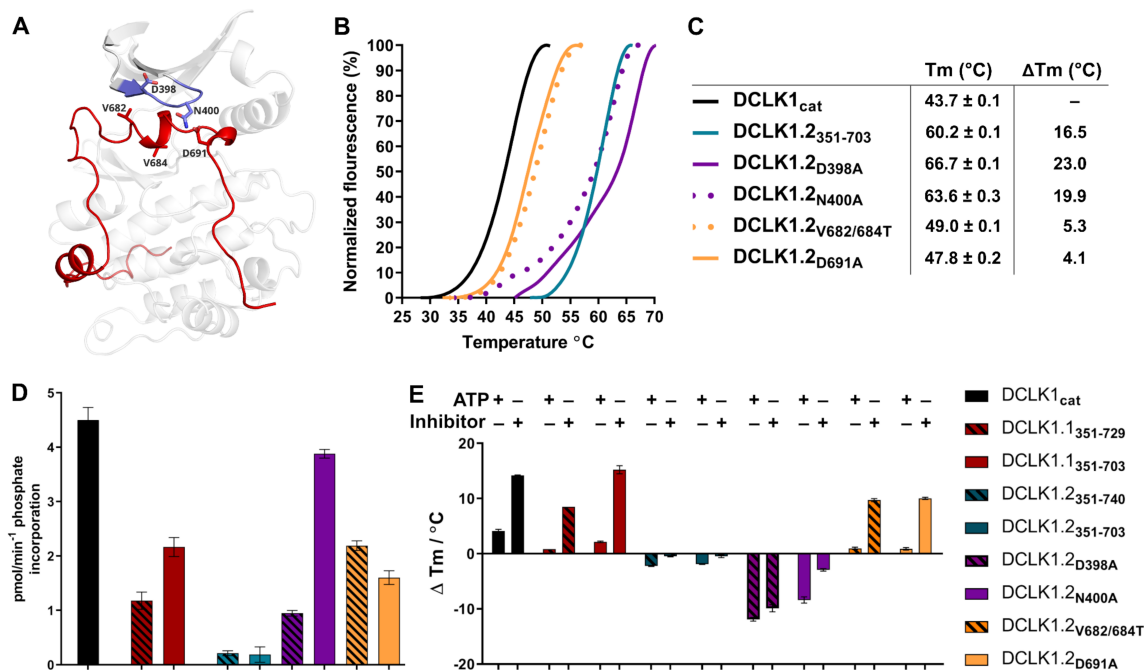 A
D398
V682
N400
V684
D691
B
Normalized flourescence (%)
100
90
80
70
60
50
40
30
20
10
0
25 30 35 40 45 50 55 60 65 70
Temperature °C
C
Tm (°C) ΔTm (°C)
DCLK1cat 43.7 ± 0.1 –
DCLK1.2351-703 60.2 ± 0.1 16.5
DCLK1.2D398A 66.7 ± 0.1 23.0
DCLK1.2N400A 63.6 ± 0.3 19.9
DCLK1.2V682/684T 49.0 ± 0.1 5.3
DCLK1.2D691A 47.8 ± 0.2 4.1
D
pmol/min-1 phosphate
incorporation
5
4
3
2
1
0
E
ATP + – + – + – + – + – + – + – + – + –
Inhibitor – + – + – + – + – + – + – + – + – +
Δ Tm / °C
20
10
0
-10
-20
DCLK1cat
DCLK1.1351-729
DCLK1.1351-703
DCLK1.2351-740
DCLK1.2351-703
DCLK1.2D398A
DCLK1.2N400A
DCLK1.2V682/684T
DCLK1.2D691A